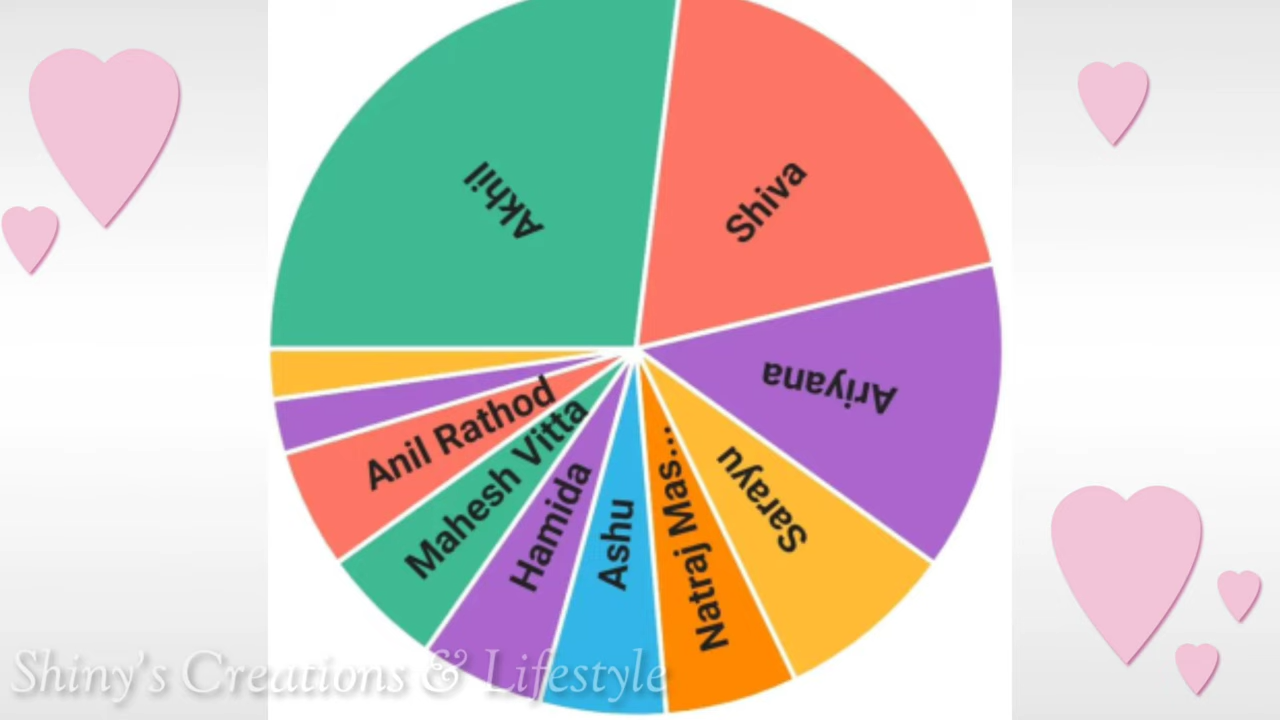 Akhil
Shiva
Ariyana
Sarayu
Natraj Mas...
Ashu
Hamida
Mahesh Vitta
Anil Rathod
Shiny's Creations & Lifestyle